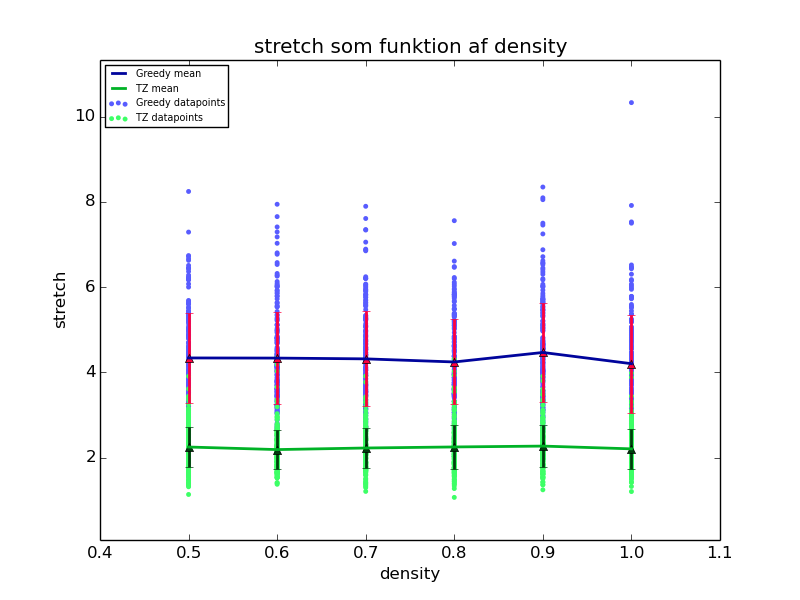 stretch som funktion af density
Greedy mean
TZ mean
Greedy datapoints
TZ datapoints
10
8
6
4
2
stretch
0.4 0.5 0.6 0.7 0.8 0.9 1.0 1.1
density